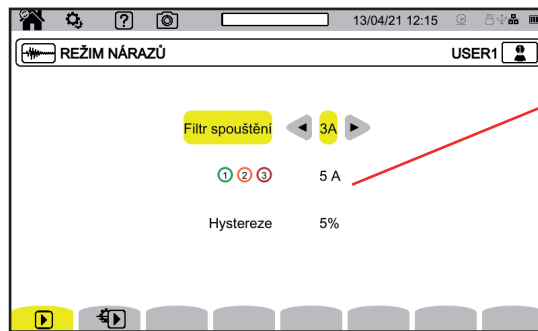 ? 13/04/21 12:15
REŽIM NÁRAZŮ USER1
Filtr spouštění ◄ 3A ►
1 2 3 5 A
Hystereze 5%